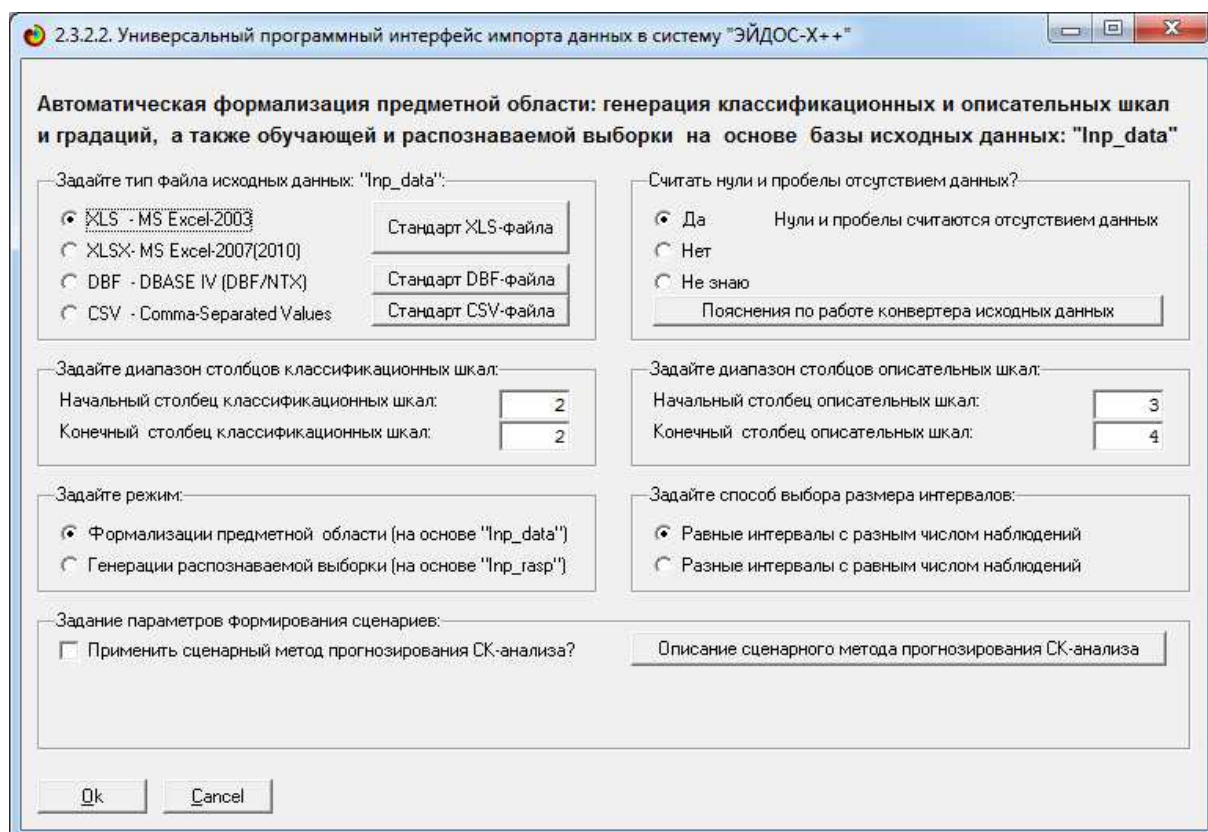 2.3.2.2. Универсальный программный интерфейс импорта данных в систему "ЭЙДОС-X++"
Автоматическая формализация предметной области: генерация классификационных и описательных шкал
и градаций, а также обучающей и распознаваемой выборки на основе базы исходных данных: "Inp_data"
Задайте тип файла исходных данных: "Inp_data":
XLS - MS Excel-2003
Стандарт XLS-файла
XLSX- MS Excel-2007(2010)
DBF - DBASE IV (DBF/NTX)
Стандарт DBF-файла
CSV - Comma-Separated Values
Стандарт CSV-файла
Считать нули и пробелы отсутствием данных?
Да Нули и пробелы считаются отсутствием данных
Нет
Не знаю
Пояснения по работе конвертера исходных данных
Задайте диапазон столбцов классификационных шкал:
Начальный столбец классификационных шкал: 2
Конечный столбец классификационных шкал: 2
Задайте диапазон столбцов описательных шкал:
Начальный столбец описательных шкал: 3
Конечный столбец описательных шкал: 4
Задайте режим:
Формализации предметной области (на основе "Inp_data")
Генерации распознаваемой выборки (на основе "Inp_rasp")
Задайте способ выбора размера интервалов:
Равные интервалы с разным числом наблюдений
Разные интервалы с равным числом наблюдений
Задание параметров формирования сценариев:
Применить сценарный метод прогнозирования СК-анализа?
Описание сценарного метода прогнозирования СК-анализа
Ok
Cancel